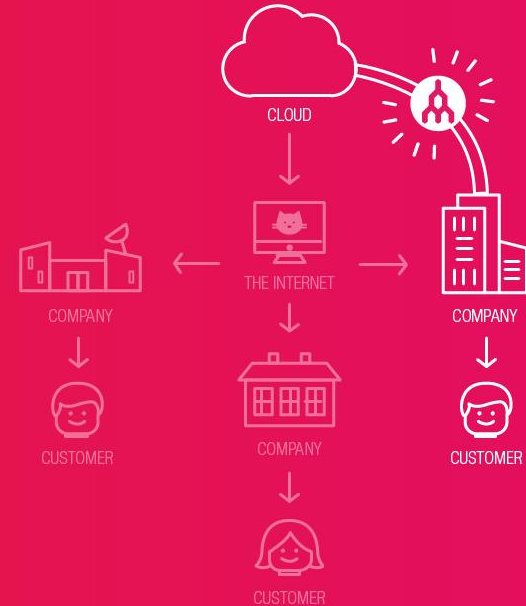 CLOUD
THE INTERNET
COMPANY
COMPANY
CUSTOMER
CUSTOMER
COMPANY
CUSTOMER